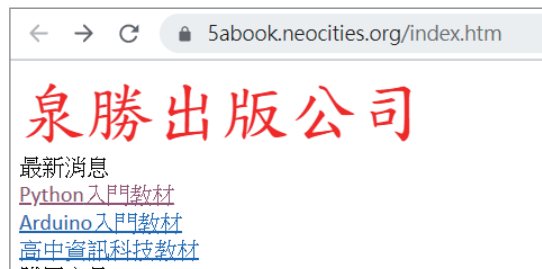 5abook.neocities.org/index.htm
泉勝出版公司
最新消息
Python入門教材
Arduino入門教材
高中資訊科技教材